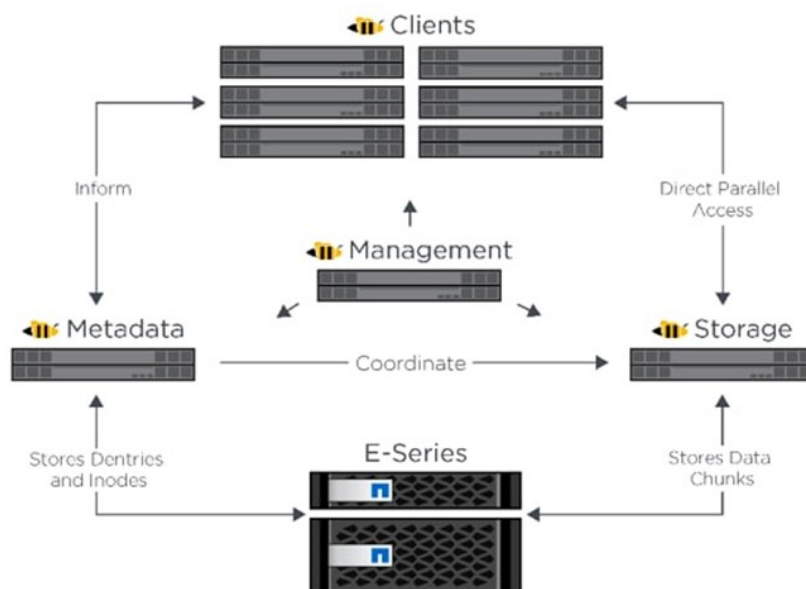 Clients
Inform
Direct Parallel
Access
Management
Metadata
Storage
Coordinate
Stores Dentries
and Inodes
E-Series
Stores Data
Chunks